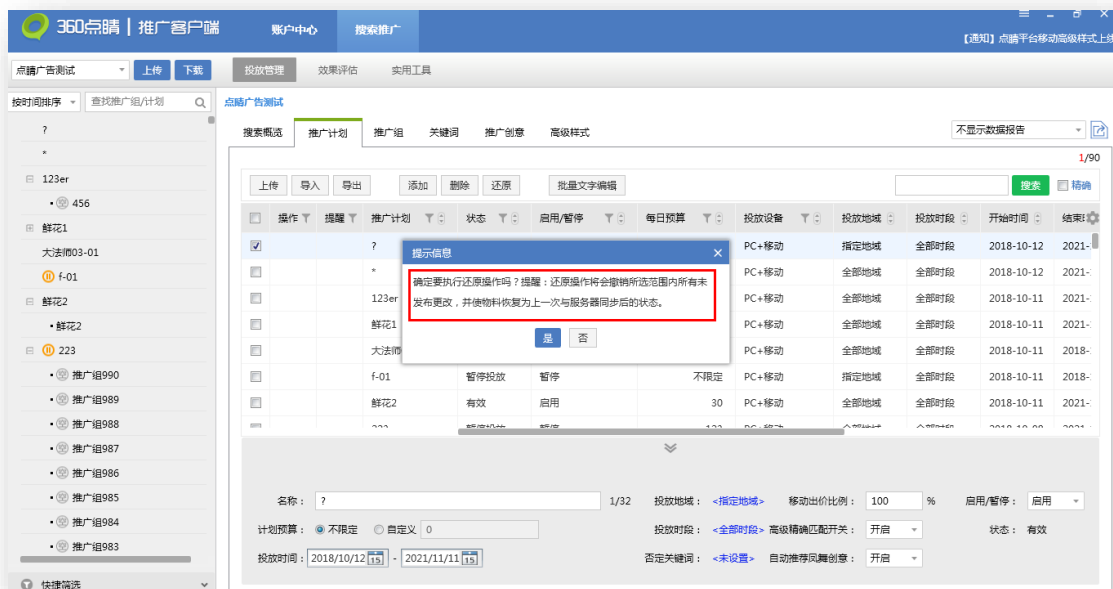 360点睛 | 推广客户端
账户中心
搜索推广
【通知】点睛平台移动高级样式上线
点睛广告测试
上传
下载
投放管理
效果评估
实用工具
按时间排序
查找推广组/计划
点睛广告测试
搜索概览
推广计划
推广组
关键词
推广创意
高级样式
不显示数据报告
1/90
上传
导入
导出
添加
删除
还原
批量文字编辑
搜索
精确
操作 提醒 推广计划 状态 启用/暂停 每日预算 投放设备 投放地域 投放时段 开始时间 结束
? PC+移动 指定地域 全部时段 2018-10-12 2021-
* PC+移动 全部地域 全部时段 2018-10-12 2021-
123er PC+移动 全部地域 全部时段 2018-10-11 2021-
鲜花1 PC+移动 全部地域 全部时段 2018-10-11 2021-
大法师 PC+移动 全部地域 全部时段 2018-10-11 2018-
f-01 暂停投放 暂停 不限定 PC+移动 指定地域 全部时段 2018-10-11 2018-
鲜花2 有效 启用 30 PC+移动 全部地域 全部时段 2018-10-11 2021-
提示信息
确定要执行还原操作吗？提醒：还原操作将会撤销所选范围内所有未
发布更改，并使物料恢复为上一次与服务器同步后的状态。
是
否
?
*
123er
• 456
鲜花1
大法师03-01
f-01
鲜花2
• 鲜花2
223
• 推广组990
• 推广组989
• 推广组988
• 推广组987
• 推广组986
• 推广组985
• 推广组984
• 推广组983
快捷筛选
名称： ? 1/32 投放地域： <指定地域> 移动出价比例： 100 % 启用/暂停： 启用
计划预算： 不限定 自定义 0 投放时段： <全部时段> 高级精确匹配开关： 开启 状态： 有效
投放时间： 2018/10/12 15 - 2021/11/11 15 否定关键词： <未设置> 自动推荐凤舞创意： 开启